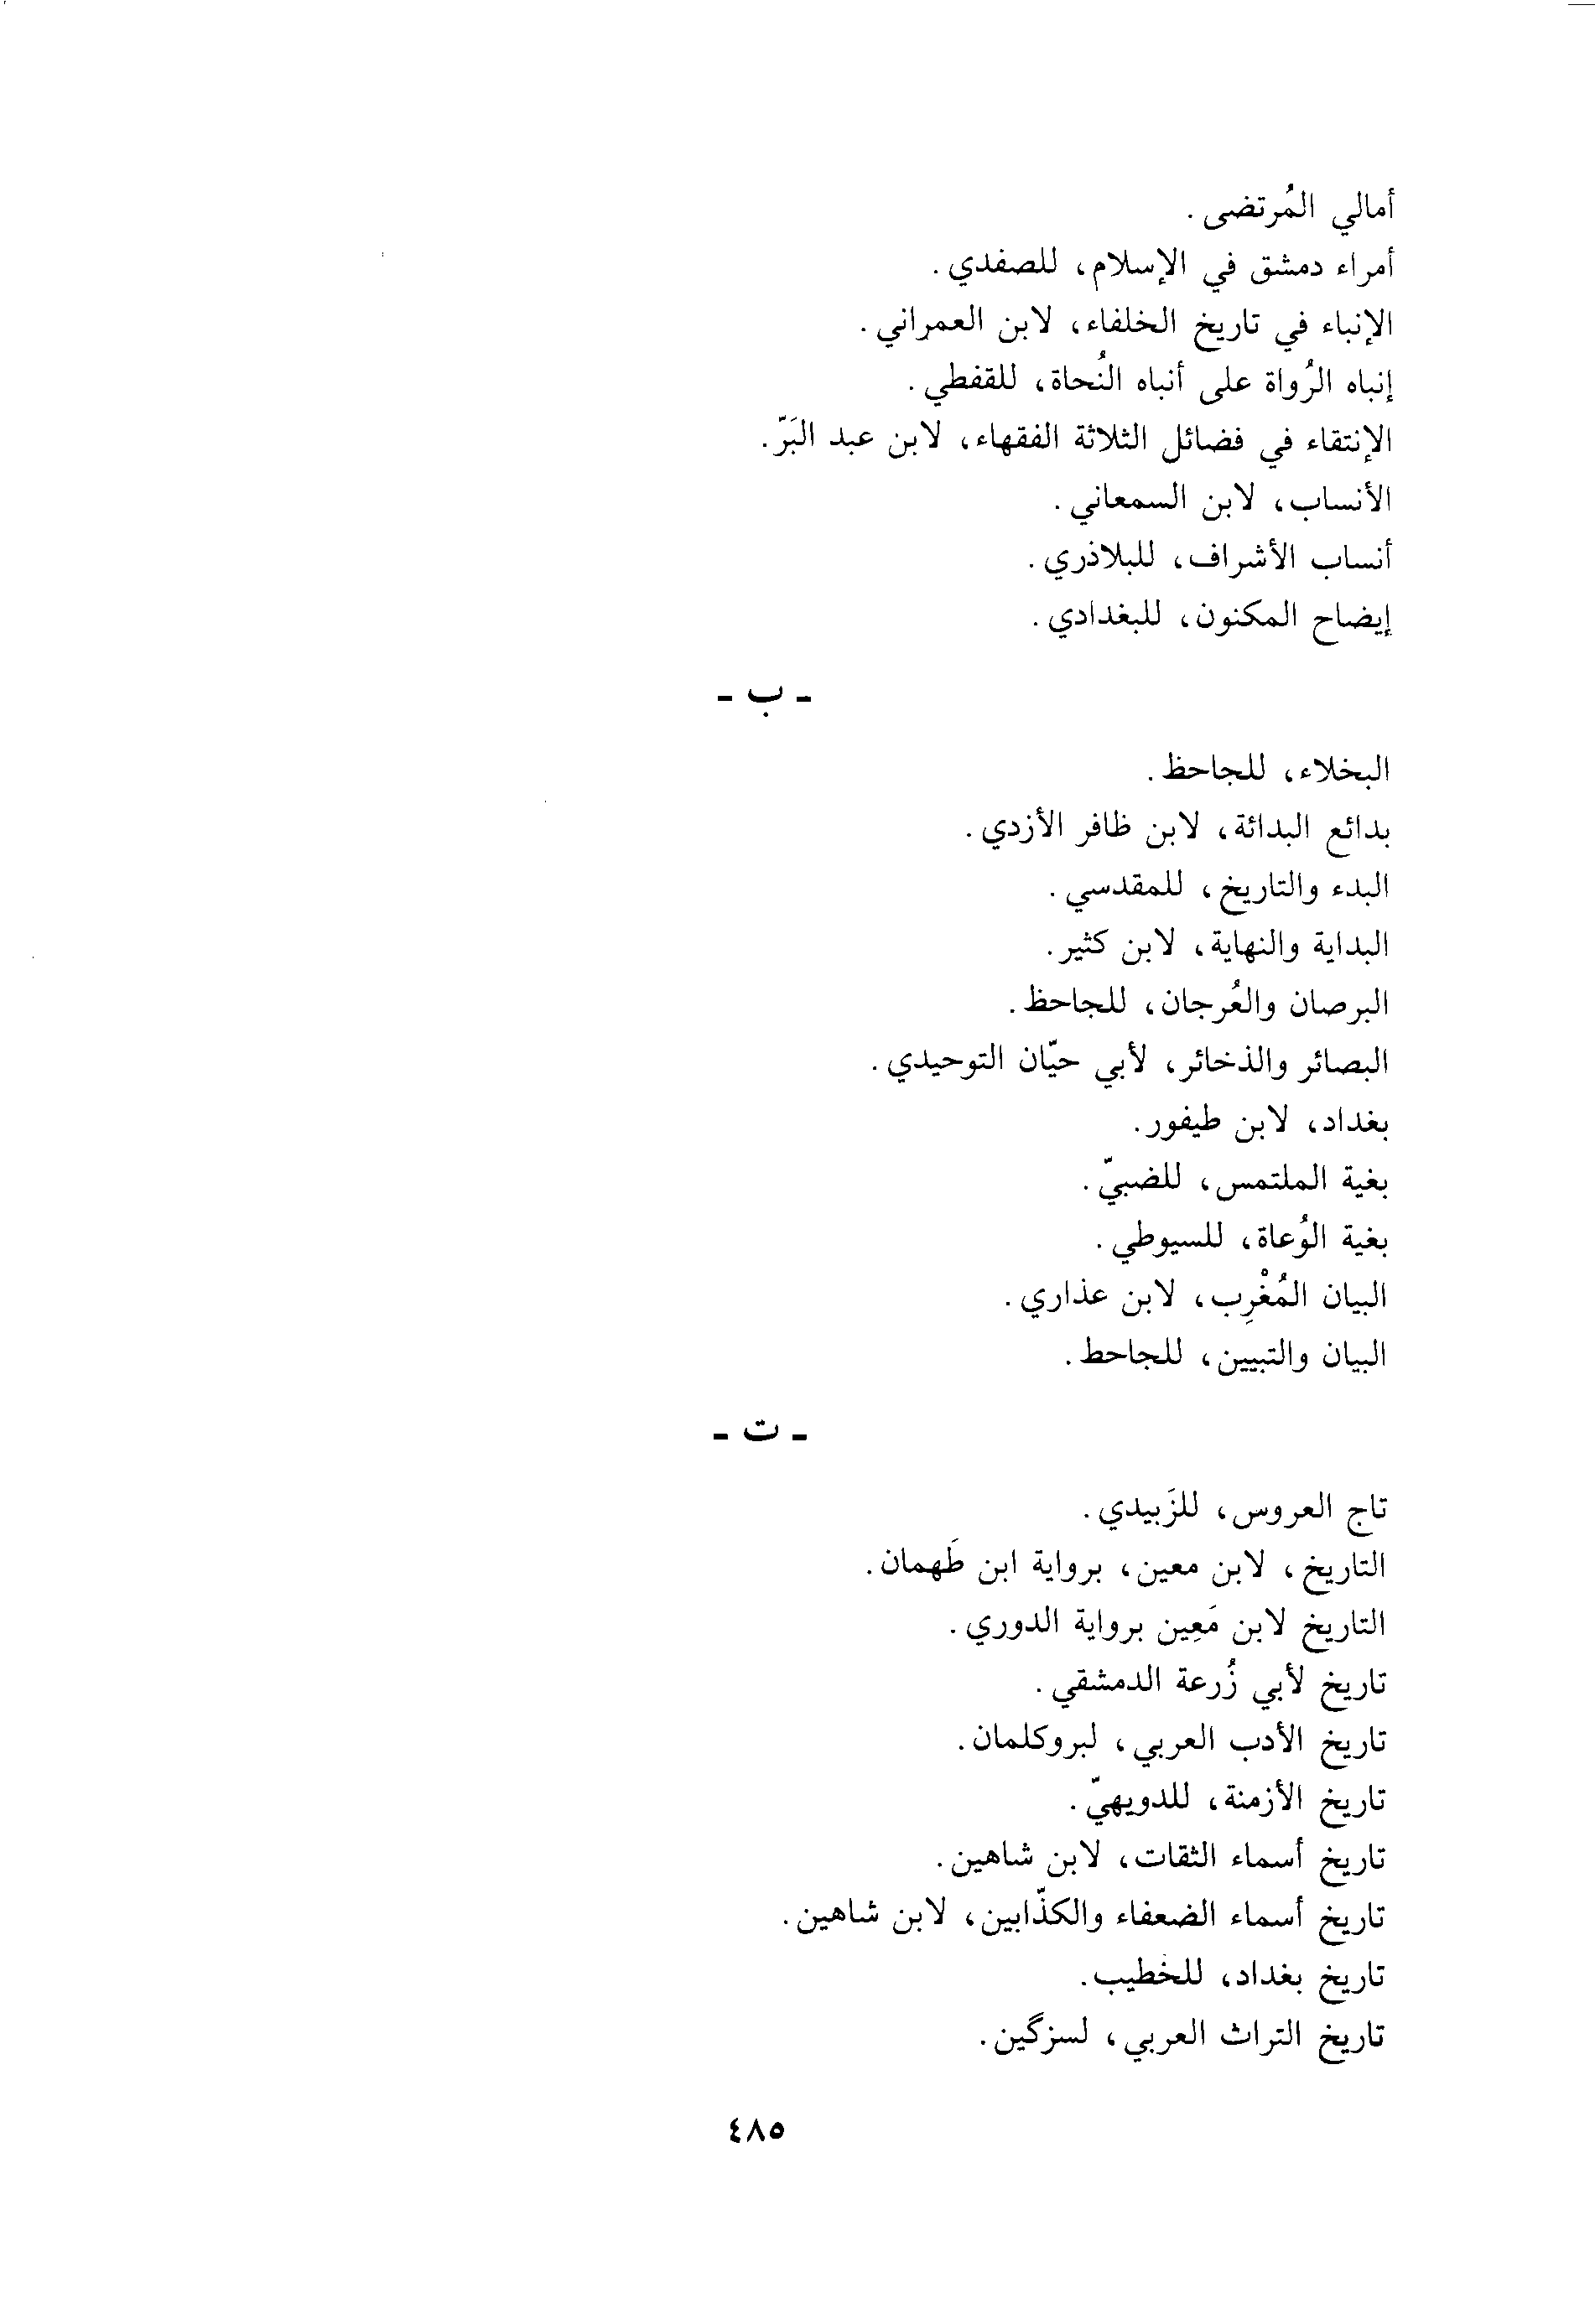 أمالي المُرتضى.
أمراء دمشق في الإسلام، للصفدي.
الإنباء في تاريخ الخلفاء، لابن العمراني.
إنباه الرُواة على أنباه النُحاة، للقفطي.
الإنتقاء في فضائل الثلاثة الفقهاء، لابن عبد البَرّ.
الأنساب، لابن السمعاني.
أنساب الأشراف، للبلاذري.
إيضاح المكنون، للبغدادي.
- ب -
البخلاء، للجاحظ.
بدائع البدائة، لابن ظافر الأزدي.
البدء والتاريخ، للمقدسي.
البداية والنهاية، لابن كثير.
البرصان والعُرجان، للجاحظ.
البصائر والذخائر، لأبي حيّان التوحيدي.
بغداد، لابن طيفور.
بغية الملتمس، للضبيّ.
بغية الوُعاة، للسيوطي.
البيان المُغْرِب، لابن عذاري.
البيان والتبيين، للجاحط.
- ت -
تاج العروس، للزَبيدي.
التاريخ، لابن معين، برواية ابن طَهمان.
التاريخ لابن مَعِين برواية الدوري.
تاريخ لأبي زُرعة الدمشقي.
تاريخ الأدب العربي، لبروكلمان.
تاريخ الأزمنة، للدويهيّ.
تاريخ أسماء الثقات، لابن شاهين.
تاريخ أسماء الضعفاء والكذّابين، لابن شاهين.
تاريخ بغداد، للخطيب.
تاريخ التراث العربي، لسزگين.
٤٨٥